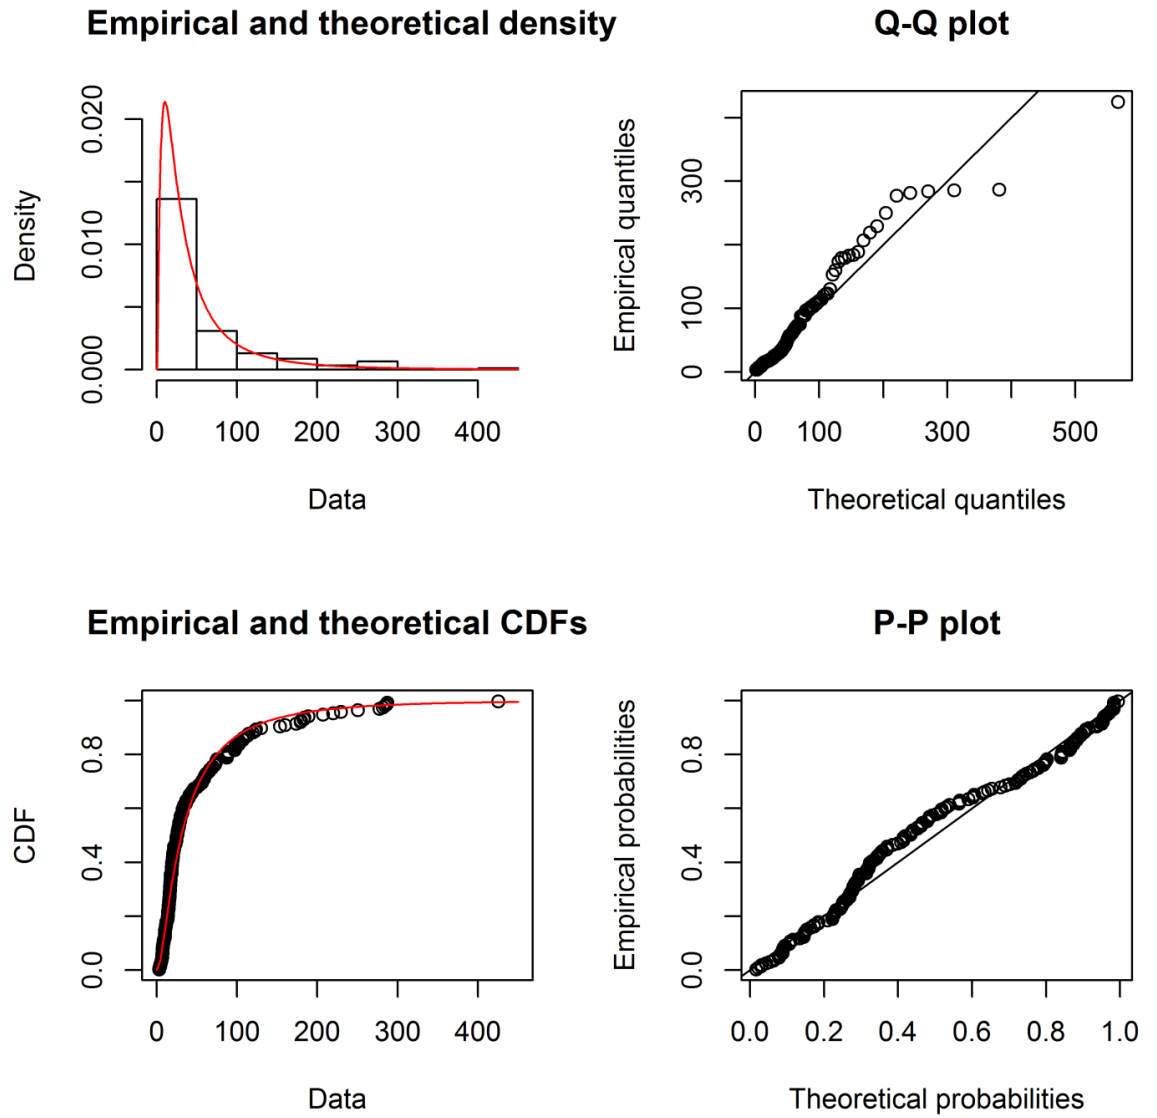 Empirical and theoretical density
Density
0.000 0.010 0.020
0 100 200 300 400
Data
Q-Q plot
Empirical quantiles
0 100 300
0 100 300 500
Theoretical quantiles
Empirical and theoretical CDFs
CDF
0.0 0.4 0.8
0 100 200 300 400
Data
P-P plot
Empirical probabilities
0.0 0.4 0.8
0.0 0.2 0.4 0.6 0.8 1.0
Theoretical probabilities